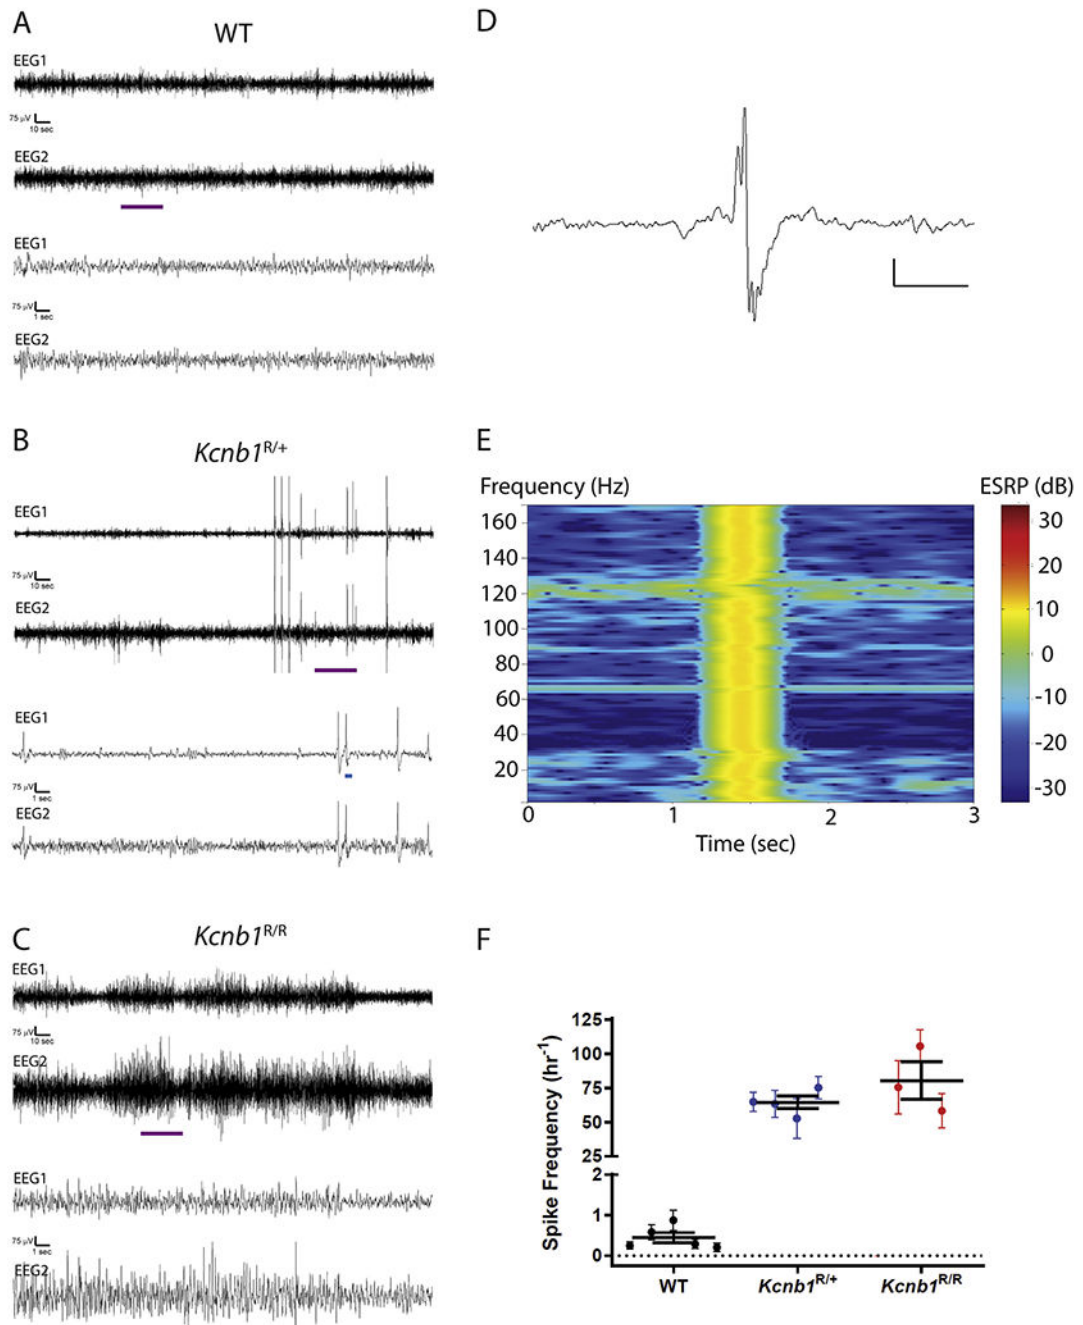 A
WT
EEG1
75 µV
10 sec
EEG2
EEG1
75 µV
1 sec
EEG2
B
Kcnb1R/+
EEG1
75 µV
10 sec
EEG2
EEG1
75 µV
1 sec
EEG2
C
Kcnb1R/R
EEG1
75 µV
10 sec
EEG2
EEG1
75 µV
1 sec
EEG2
D
E
Frequency (Hz)
ESRP (dB)
160
140
120
100
80
60
40
20
0 1 2 3
Time (sec)
30
20
10
0
-10
-20
-30
F
Spike Frequency (hr-1)
125
100
75
50
25
2
1
0
WT Kcnb1R/+ Kcnb1R/R